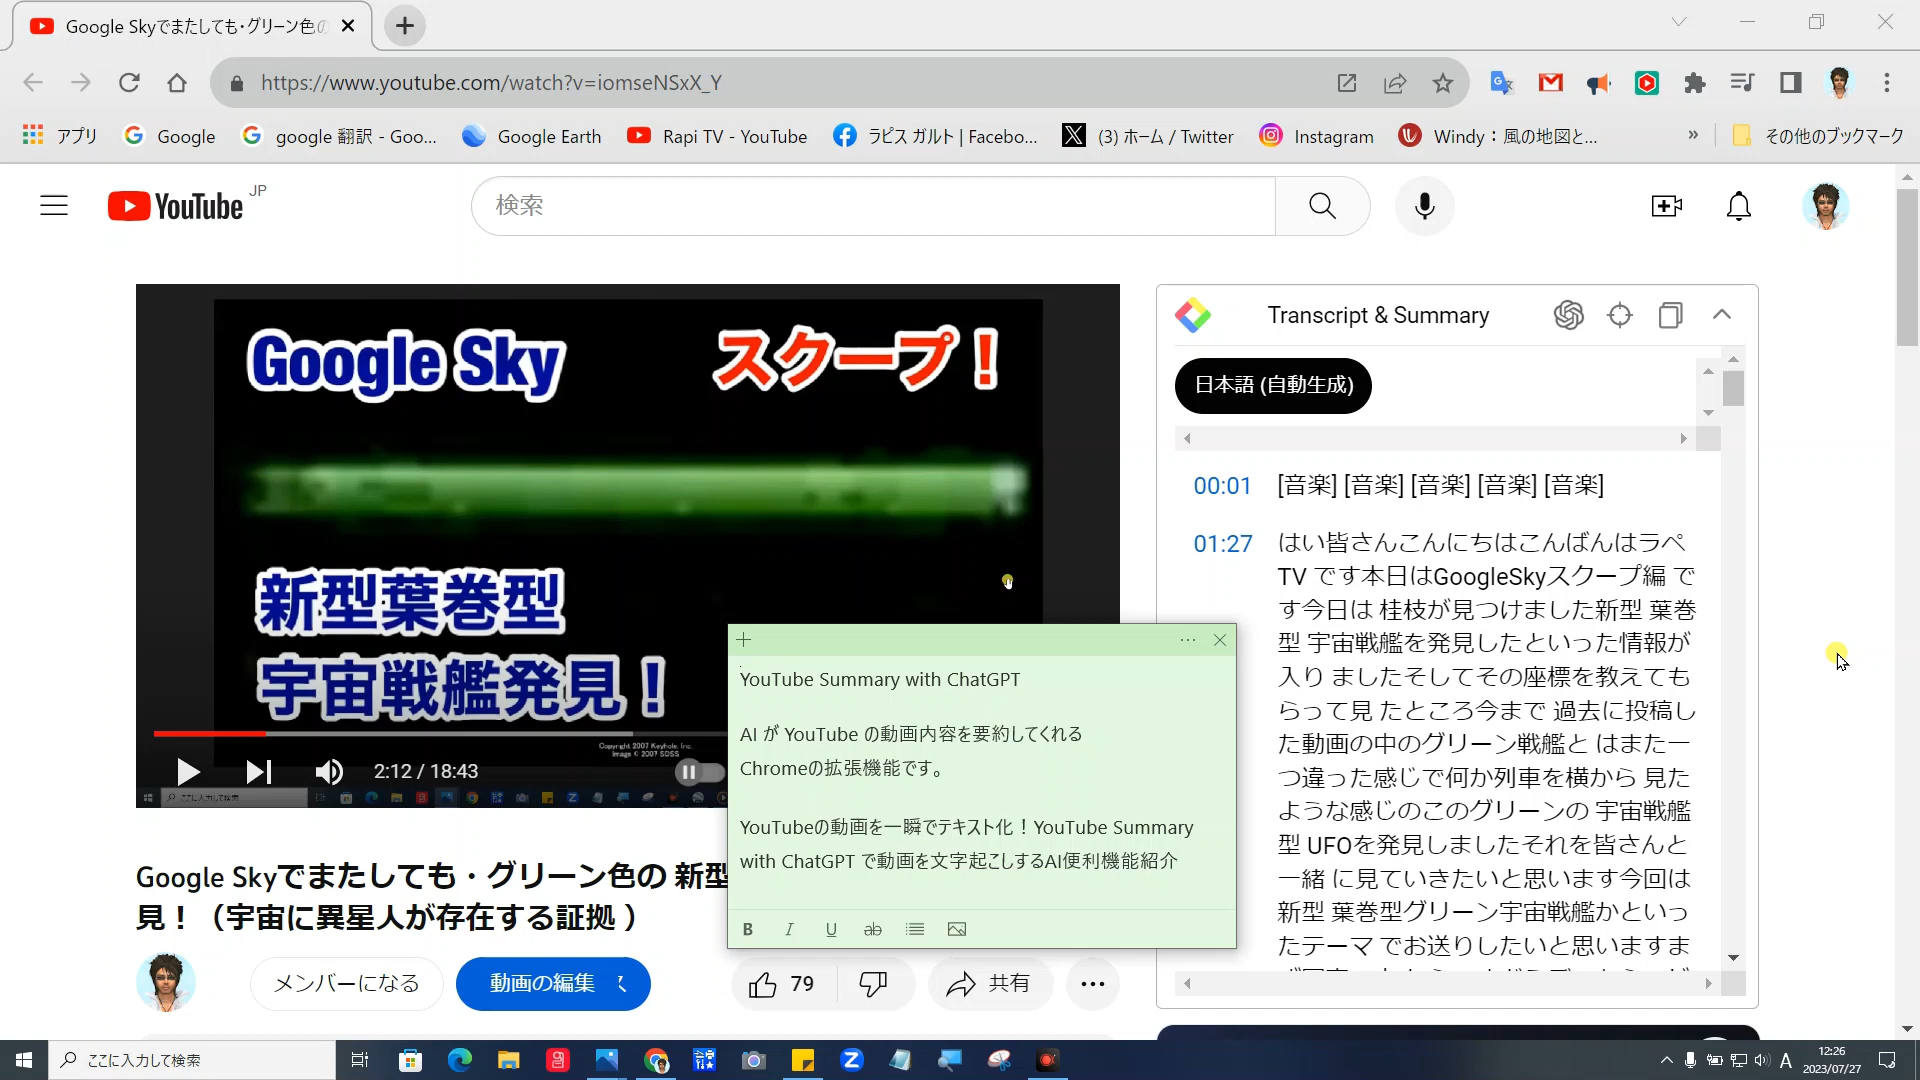 Google Skyでまたしても・グリーン色の
https://www.youtube.com/watch?v=iomseNSxX_Y
アプリ
Google
google 翻訳 - Goo...
Google Earth
Rapi TV - YouTube
ラピス ガルト | Facebo...
(3) ホーム / Twitter
Instagram
Windy：風の地図と...
»
その他のブックマーク
YouTube JP
検索
Google Sky
スクープ！
新型葉巻型
宇宙戦艦発見！
Copyright 2007 Keyhole, Inc.
Image © 2007 SDSS
2:12 / 18:43
ここに入力して検索
Transcript & Summary
日本語 (自動生成)
00:01 [音楽] [音楽] [音楽] [音楽] [音楽]
01:27 はい皆さんこんにちはこんばんはラペ
TV です本日はGoogleSkyスクープ編 で
す今日は 桂枝が見つけました新型 葉巻
型 宇宙戦艦を発見したといった情報が
入り ましたそしてその座標を教えても
らって見 たところ今まで 過去に投稿し
た動画の中のグリーン戦艦と はまた一
つ違った感じで何か列車を横から 見た
ような感じのこのグリーンの 宇宙戦艦
型 UFOを発見しましたそれを皆さんと
一緒 に見ていきたいと思います今回は
新型 葉巻型グリーン宇宙戦艦かといっ
たテーマ でお送りしたいと思いますま
YouTube Summary with ChatGPT
AI が YouTube の動画内容を要約してくれる
Chromeの拡張機能です。
YouTubeの動画を一瞬でテキスト化！YouTube Summary
with ChatGPT で動画を文字起こしするAI便利機能紹介
B I U ab
Google Skyでまたしても・グリーン色の 新型
見！（宇宙に異星人が存在する証拠 ）
メンバーになる
動画の編集
79
共有
ここに入力して検索
A
12:26
2023/07/27